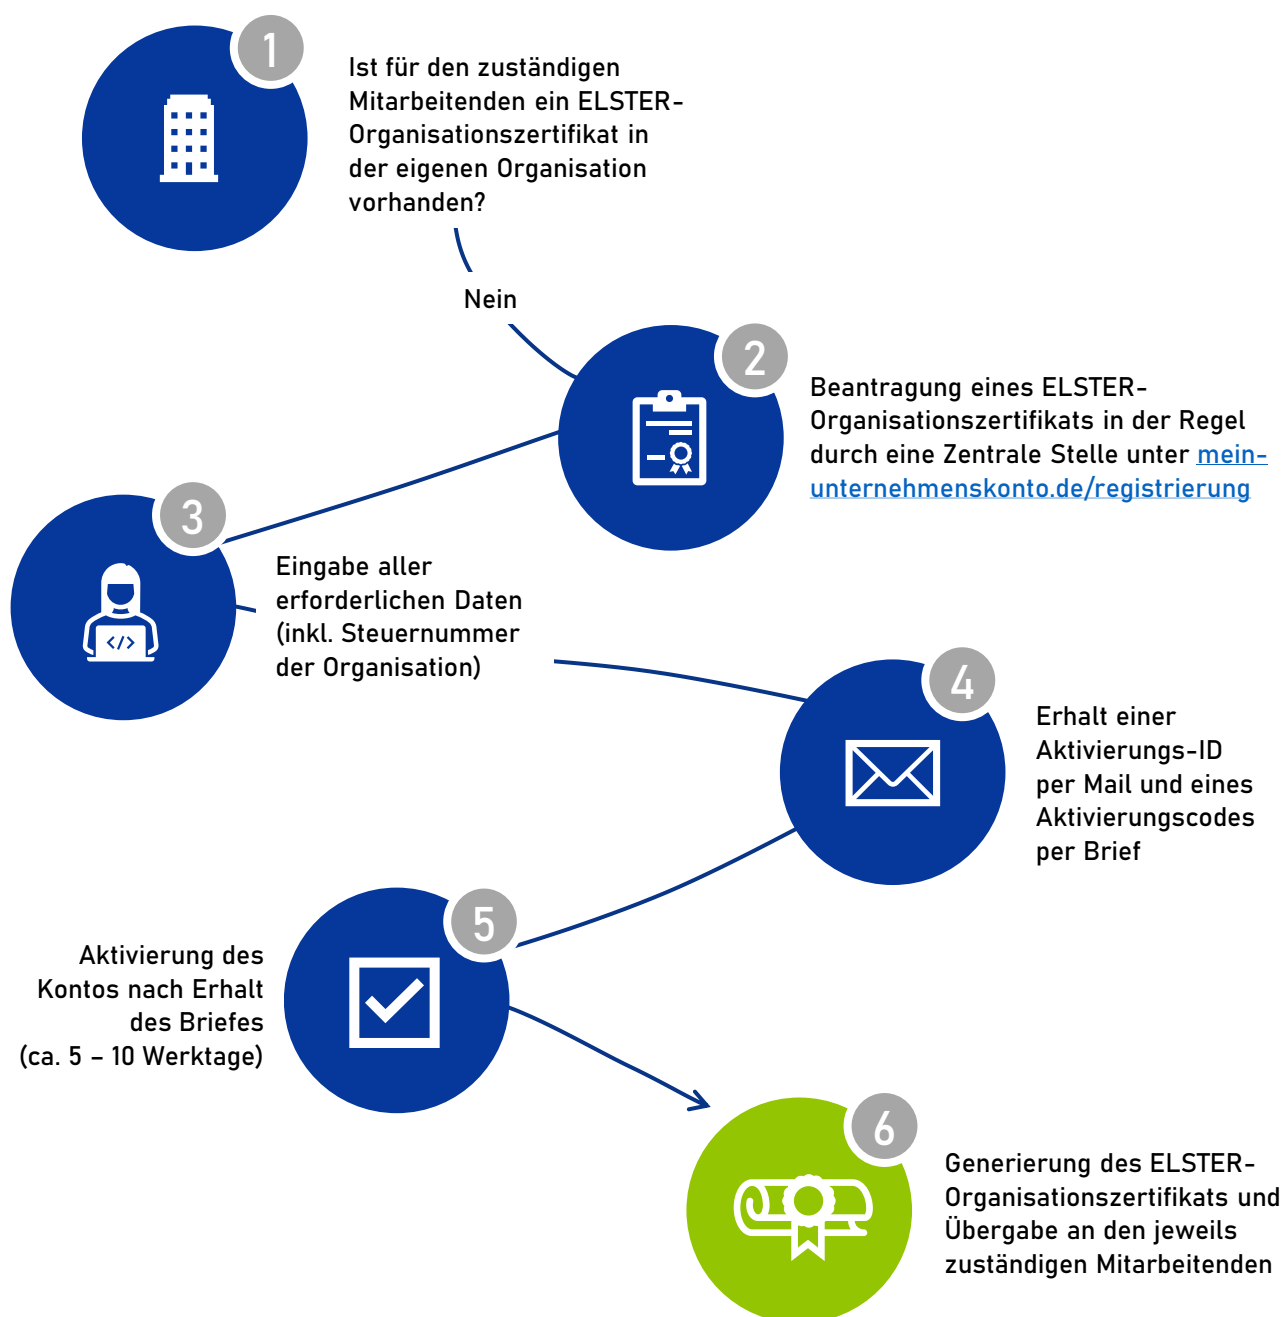 1
Ist für den zuständigen
Mitarbeitenden ein ELSTER-
Organisationszertifikat in
der eigenen Organisation
vorhanden?
Nein
2
Beantragung eines ELSTER-
Organisationszertifikats in der Regel
durch eine Zentrale Stelle unter mein-
unternehmenskonto.de/registrierung
3
Eingabe aller
erforderlichen Daten
(inkl. Steuernummer
der Organisation)
4
Erhalt einer
Aktivierungs-ID
per Mail und eines
Aktivierungscodes
per Brief
5
Aktivierung des
Kontos nach Erhalt
des Briefes
(ca. 5 – 10 Werktage)
6
Generierung des ELSTER-
Organisationszertifikats und
Übergabe an den jeweils
zuständigen Mitarbeitenden